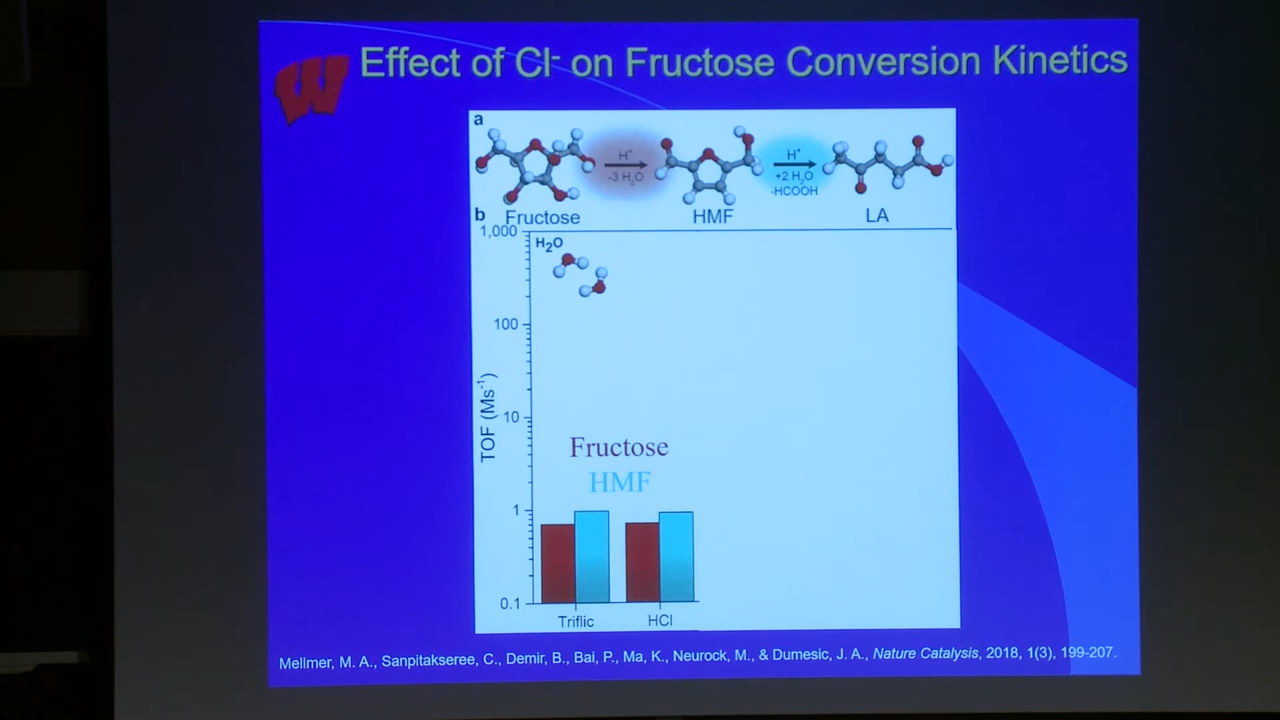 W
Effect of Cl⁻ on Fructose Conversion Kinetics
a
H⁺
-3 H₂O
H⁺
+2 H₂O
-HCOOH
Fructose
HMF
LA
b
1,000
H₂O
100
TOF (Ms⁻¹)
10
Fructose
HMF
1
0.1
Triflic
HCl
Mellmer, M. A., Sanpitakseree, C., Demir, B., Bai, P., Ma, K., Neurock, M., & Dumesic, J. A., Nature Catalysis, 2018, 1(3), 199-207.